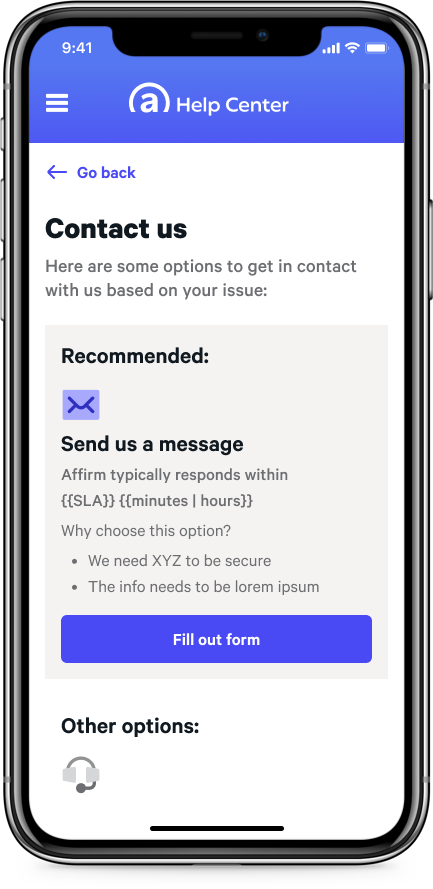 9:41
a Help Center
Go back
Contact us
Here are some options to get in contact
with us based on your issue:
Recommended:
Send us a message
Affirm typically responds within
{{SLA}} {{minutes | hours}}
Why choose this option?
• We need XYZ to be secure
• The info needs to be lorem ipsum
Fill out form
Other options: